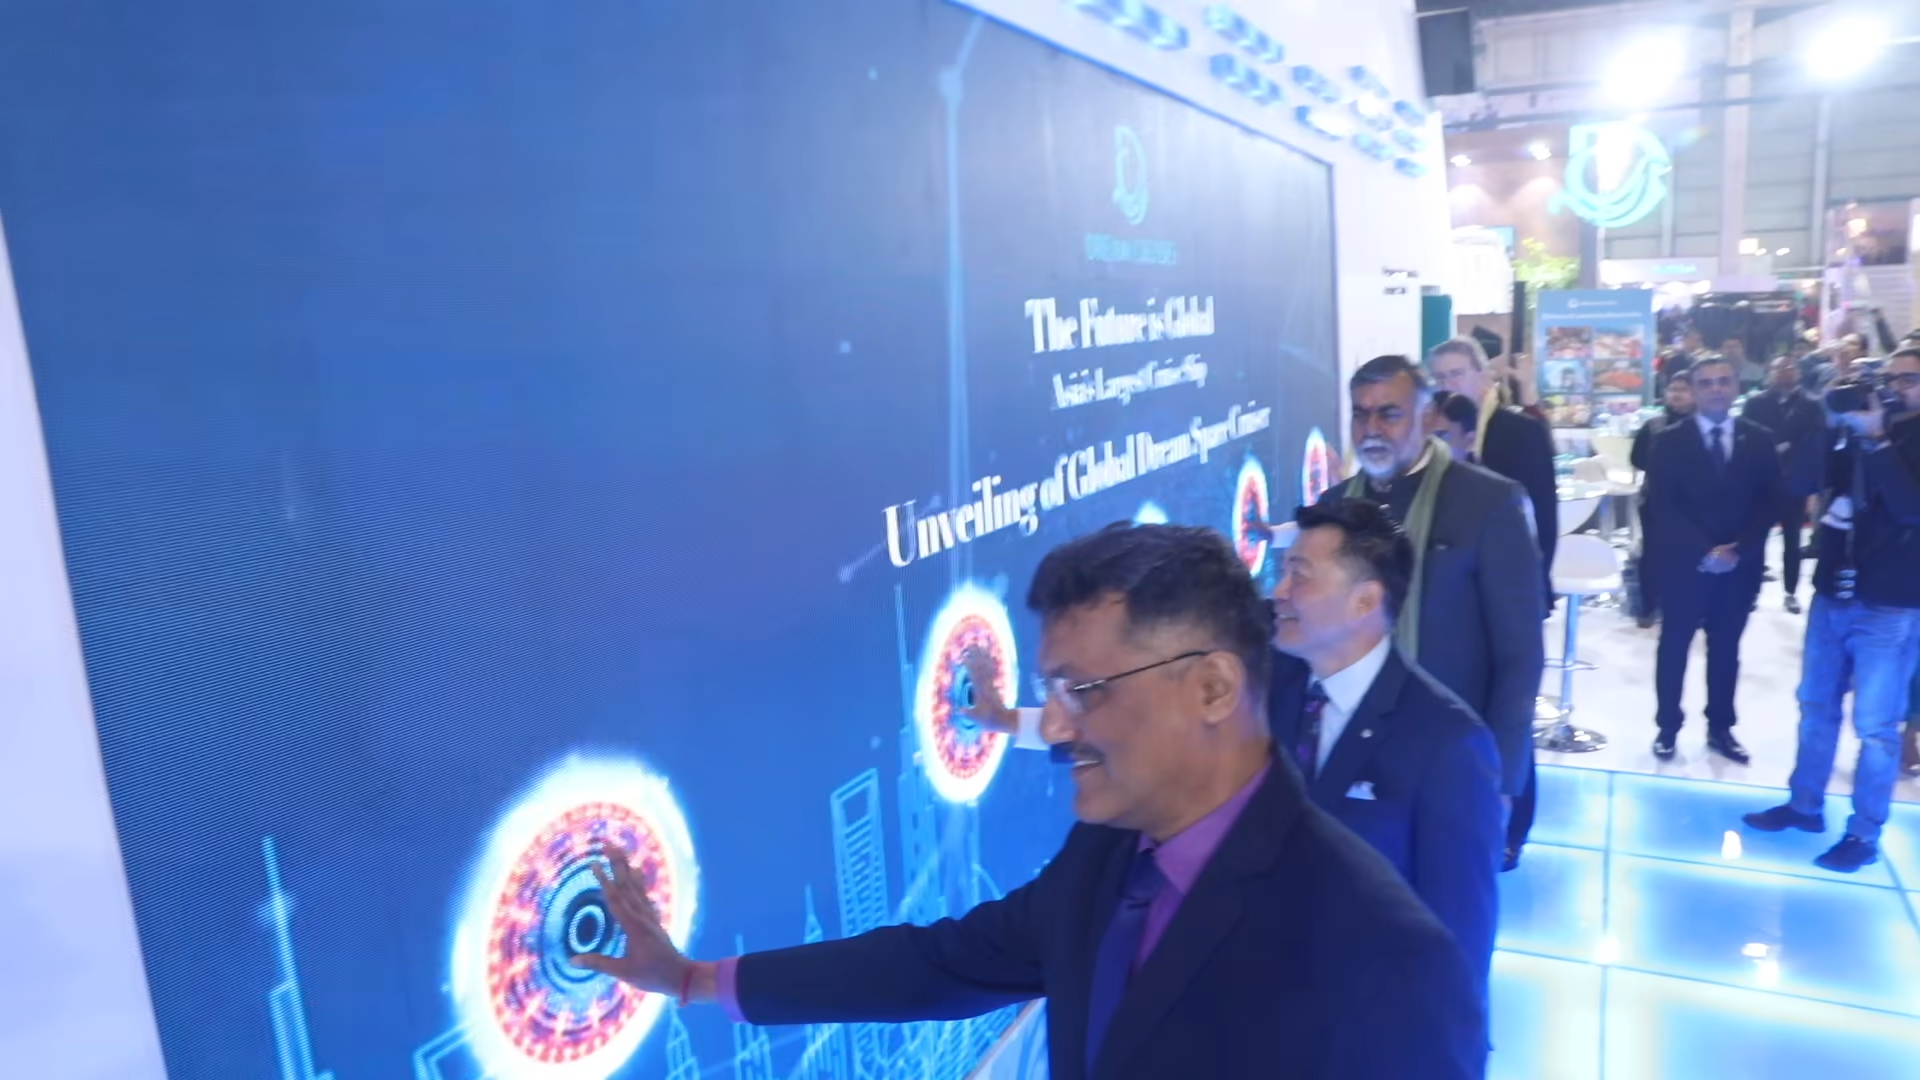 The Future is Global
Asia's Largest Cruise Ship
Unveiling of Global Dream Space Cruiser